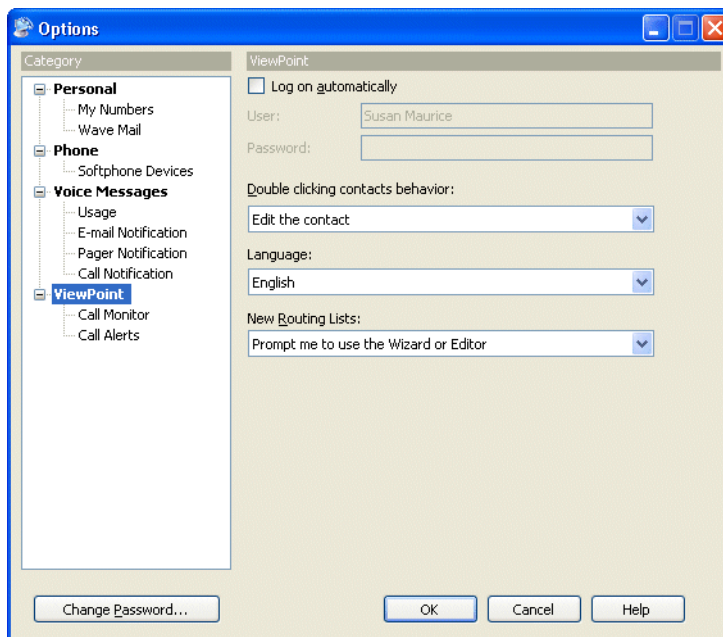 Options
Category
Personal
My Numbers
Wave Mail
Phone
Softphone Devices
Voice Messages
Usage
E-mail Notification
Pager Notification
Call Notification
ViewPoint
Call Monitor
Call Alerts
ViewPoint
Log on automatically
User: Susan Maurice
Password:
Double clicking contacts behavior:
Edit the contact
Language:
English
New Routing Lists:
Prompt me to use the Wizard or Editor
Change Password... OK Cancel Help